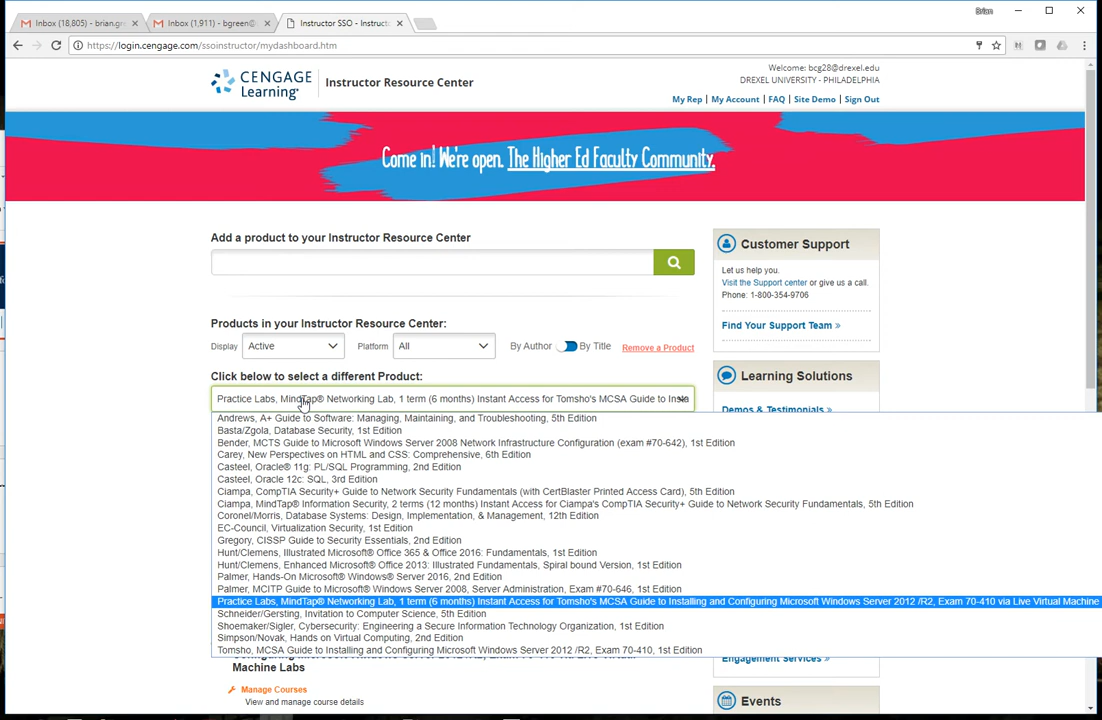 Brian
Inbox (18,805) - brian.gr
Inbox (1,911) - bgreen@
Instructor SSO - Instruct
https://login.cengage.com/ssoinstructor/mydashboard.htm
Welcome: bcg28@drexel.edu
DREXEL UNIVERSITY - PHILADELPHIA
CENGAGE Learning
Instructor Resource Center
My Rep | My Account | FAQ | Site Demo | Sign Out
Come in! We're open. The Higher Ed Faculty Community.
Add a product to your Instructor Resource Center
Customer Support
Let us help you.
Visit the Support center or give us a call.
Phone: 1-800-354-9706
Find Your Support Team »
Products in your Instructor Resource Center:
Display Active Platform All By Author By Title Remove a Product
Click below to select a different Product:
Learning Solutions
Practice Labs, MindTap® Networking Lab, 1 term (6 months) Instant Access for Tomsho's MCSA Guide to Insta
Demos & Testimonials »
Andrews, A+ Guide to Software: Managing, Maintaining, and Troubleshooting, 5th Edition
Basta/Zgola, Database Security, 1st Edition
Bender, MCTS Guide to Microsoft Windows Server 2008 Network Infrastructure Configuration (exam #70-642), 1st Edition
Carey, New Perspectives on HTML and CSS: Comprehensive, 6th Edition
Casteel, Oracle® 11g: PL/SQL Programming, 2nd Edition
Casteel, Oracle 12c: SQL, 3rd Edition
Ciampa, CompTIA Security+ Guide to Network Security Fundamentals (with CertBlaster Printed Access Card), 5th Edition
Ciampa, MindTap® Information Security, 2 terms (12 months) Instant Access for Ciampa's CompTIA Security+ Guide to Network Security Fundamentals, 5th Edition
Coronel/Morris, Database Systems: Design, Implementation, & Management, 12th Edition
EC-Council, Virtualization Security, 1st Edition
Gregory, CISSP Guide to Security Essentials, 2nd Edition
Hunt/Clemens, Illustrated Microsoft® Office 365 & Office 2016: Fundamentals, 1st Edition
Hunt/Clemens, Enhanced Microsoft® Office 2013: Illustrated Fundamentals, Spiral bound Version, 1st Edition
Palmer, Hands-On Microsoft® Windows® Server 2016, 2nd Edition
Palmer, MCITP Guide to Microsoft® Windows Server 2008, Server Administration, Exam #70-646, 1st Edition
Practice Labs, MindTap® Networking Lab, 1 term (6 months) Instant Access for Tomsho's MCSA Guide to Installing and Configuring Microsoft Windows Server 2012 /R2, Exam 70-410 via Live Virtual Machine
Schneider/Gersting, Invitation to Computer Science, 5th Edition
Shoemaker/Sigler, Cybersecurity: Engineering a Secure Information Technology Organization, 1st Edition
Simpson/Novak, Hands on Virtual Computing, 2nd Edition
Tomsho, MCSA Guide to Installing and Configuring Microsoft Windows Server 2012 /R2, Exam 70-410, 1st Edition
Engagement Services »
Machine Labs
Manage Courses
View and manage course details
Events